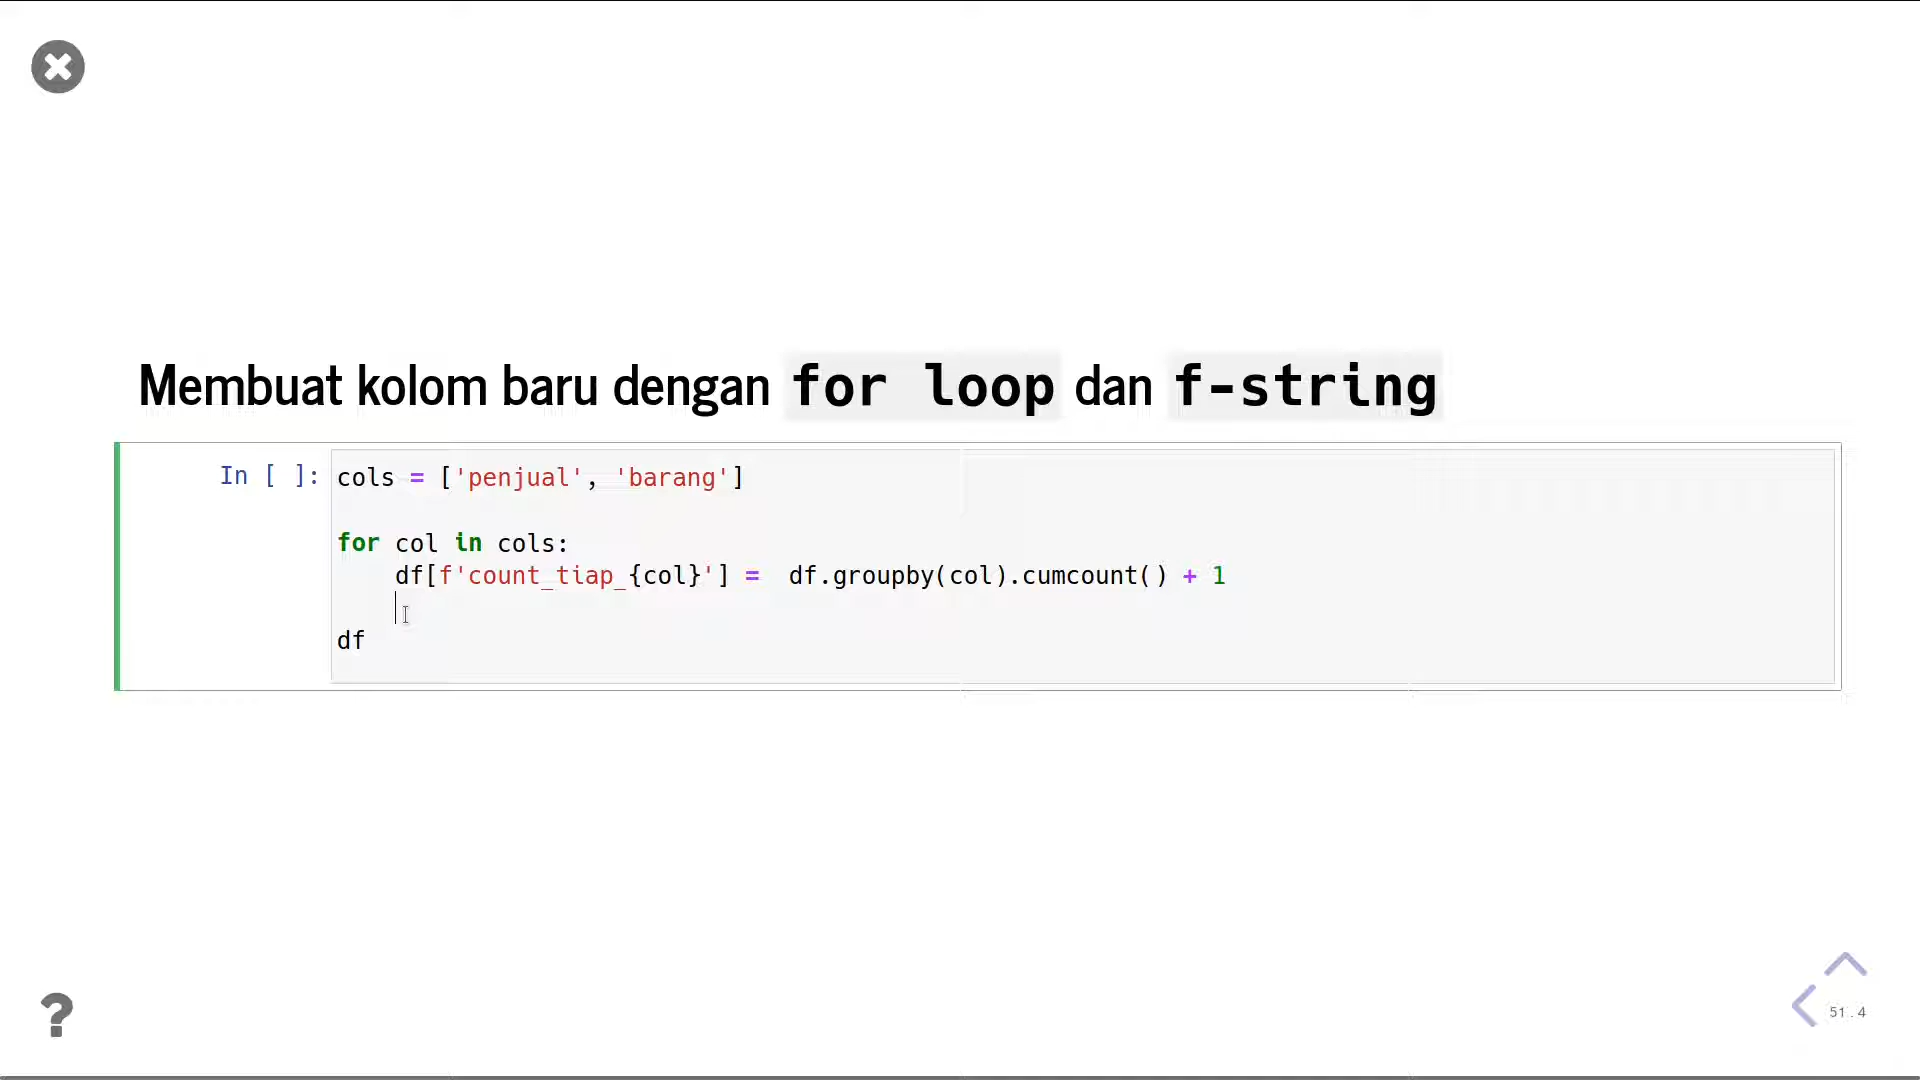 Membuat kolom baru dengan for loop dan f-string
In [ ]: cols = ['penjual', 'barang']
for col in cols:
    df[f'count_tiap_{col}'] =  df.groupby(col).cumcount() + 1
df
?
51.4